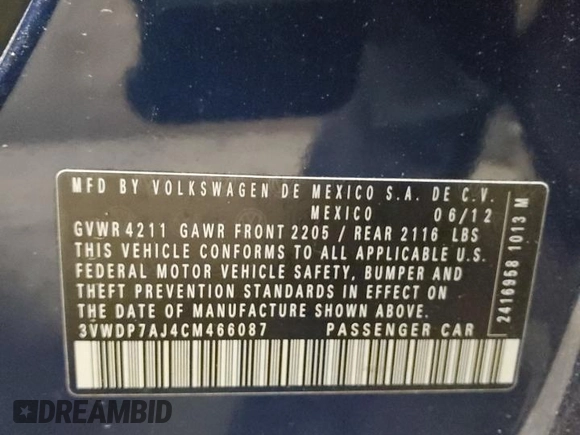 MFD BY VOLKSWAGEN DE MEXICO S.A. DE C.V.
MEXICO 06/12
GVWR 4211 GAWR FRONT 2205 / REAR 2116 LBS
THIS VEHICLE CONFORMS TO ALL APPLICABLE U.S.
FEDERAL MOTOR VEHICLE SAFETY, BUMPER AND
THEFT PREVENTION STANDARDS IN EFFECT ON
THE DATE OF MANUFACTURE SHOWN ABOVE.
3VWDP7AJ4CM466087 PASSENGER CAR
2416958 1013 M
DREAMBID